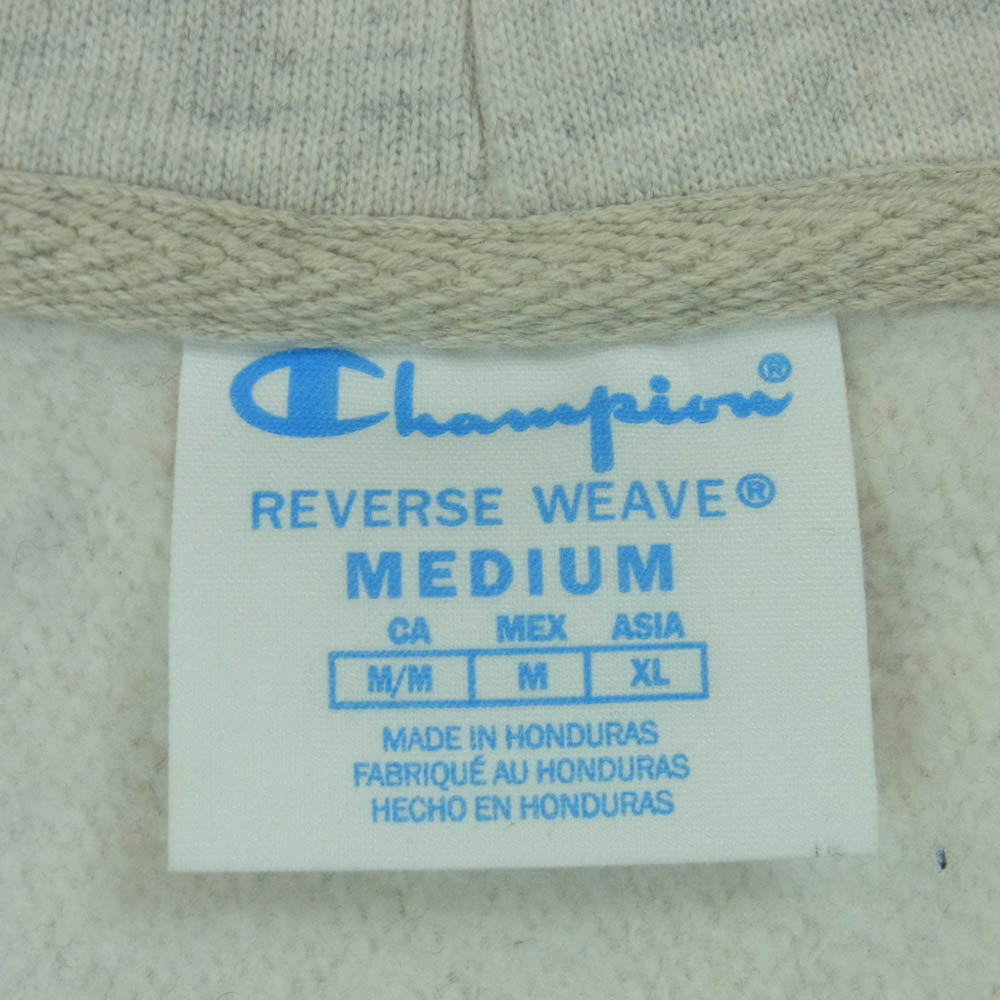 Champion®
REVERSE WEAVE®
MEDIUM
CA MEX ASIA
M/M M XL
MADE IN HONDURAS
FABRIQUÉ AU HONDURAS
HECHO EN HONDURAS